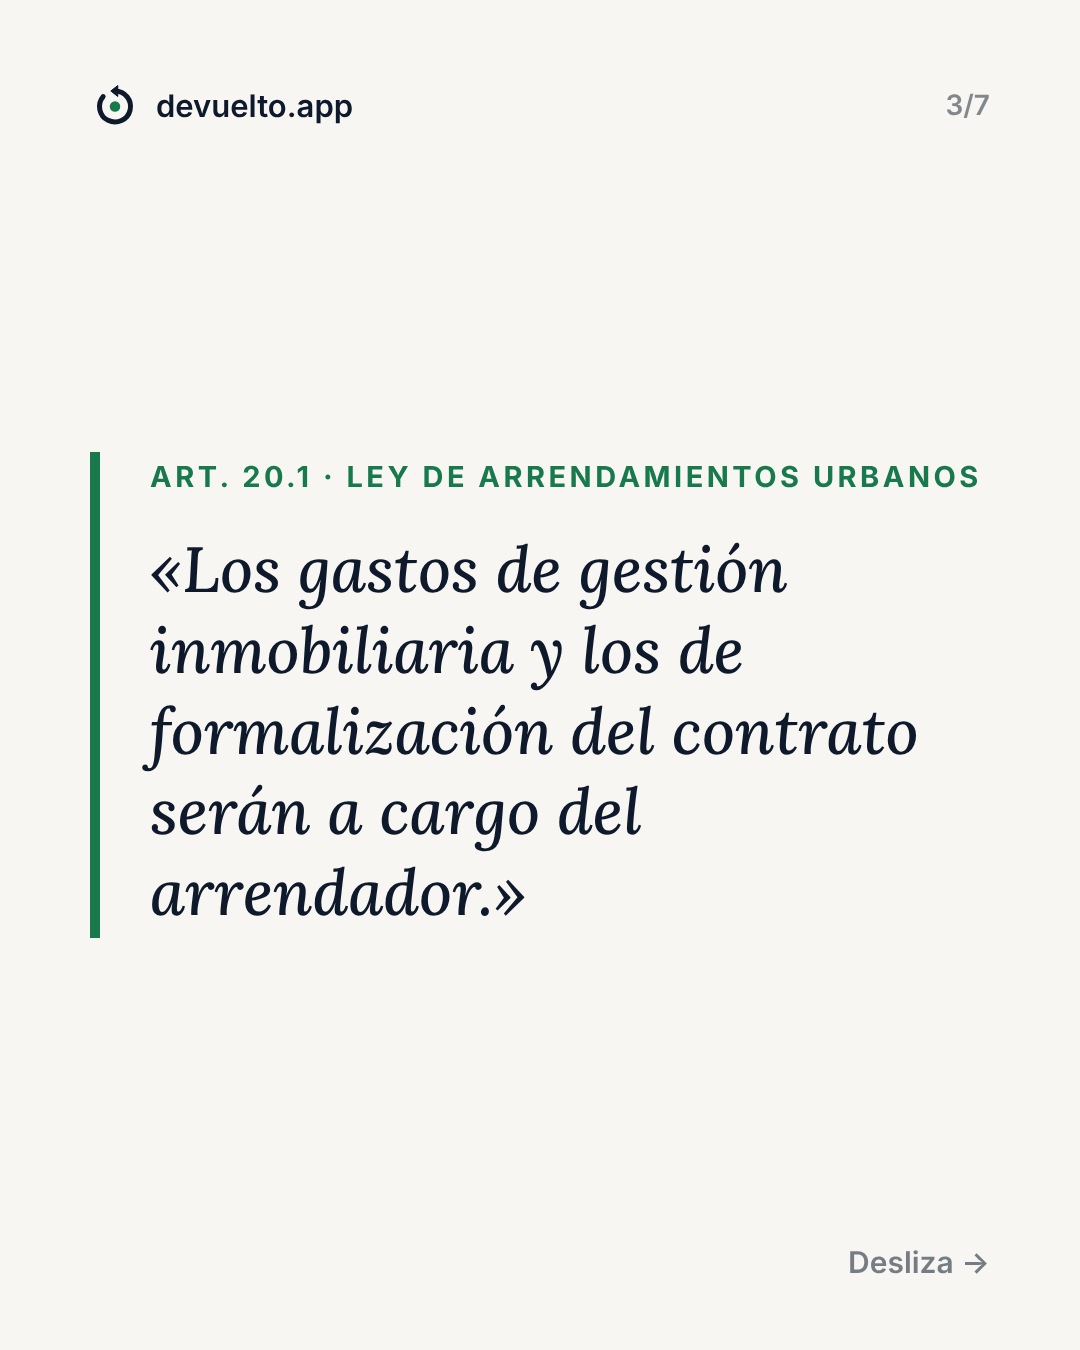 devuelto.app
3/7
ART. 20.1 · LEY DE ARRENDAMIENTOS URBANOS
«Los gastos de gestión
inmobiliaria y los de
formalización del contrato
serán a cargo del
arrendador.»
Desliza →